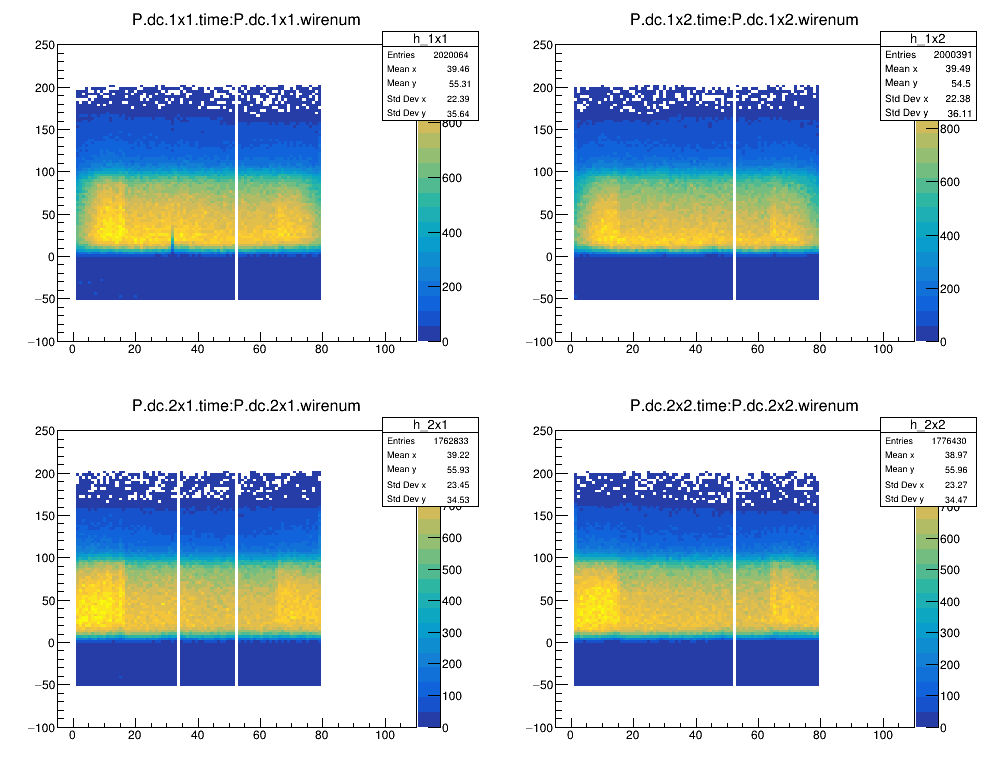 P.dc.1x1.time:P.dc.1x1.wirenum
h_1x1
Entries 2020064
Mean x 39.46
Mean y 55.31
Std Dev x 22.39
Std Dev y 35.64
250
200
150
100
50
0
−50
−100
0 20 40 60 80 100
800
600
400
200
0
P.dc.1x2.time:P.dc.1x2.wirenum
h_1x2
Entries 2000391
Mean x 39.49
Mean y 54.5
Std Dev x 22.38
Std Dev y 36.11
250
200
150
100
50
0
−50
−100
0 20 40 60 80 100
800
600
400
200
0
P.dc.2x1.time:P.dc.2x1.wirenum
h_2x1
Entries 1762833
Mean x 39.22
Mean y 55.93
Std Dev x 23.45
Std Dev y 34.53
250
200
150
100
50
0
−50
−100
0 20 40 60 80 100
700
600
500
400
300
200
100
0
P.dc.2x2.time:P.dc.2x2.wirenum
h_2x2
Entries 1776430
Mean x 38.97
Mean y 55.96
Std Dev x 23.27
Std Dev y 34.47
250
200
150
100
50
0
−50
−100
0 20 40 60 80 100
700
600
500
400
300
200
100
0